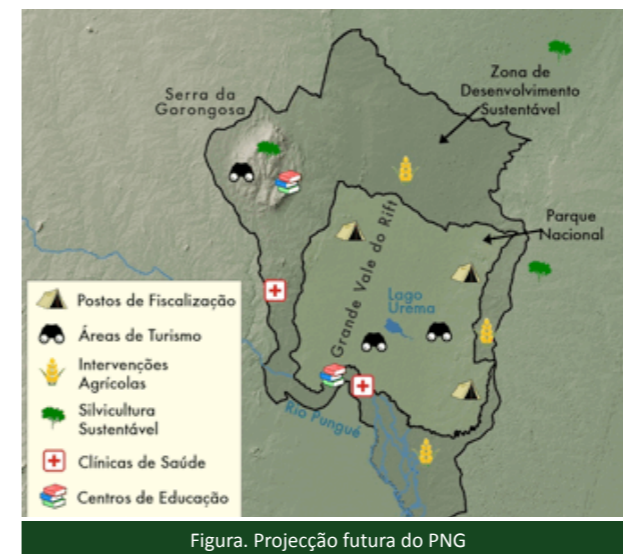 Zona de
Desenvolvimento
Sustentável
Serra da
Gorongosa
Parque
Nacional
Grande Vale do Rift
Lago
Urema
Rio Pungué
Postos de Fiscalização
Áreas de Turismo
Intervenções
Agrícolas
Silvicultura
Sustentável
Clínicas de Saúde
Centros de Educação
Figura. Projecção futura do PNG